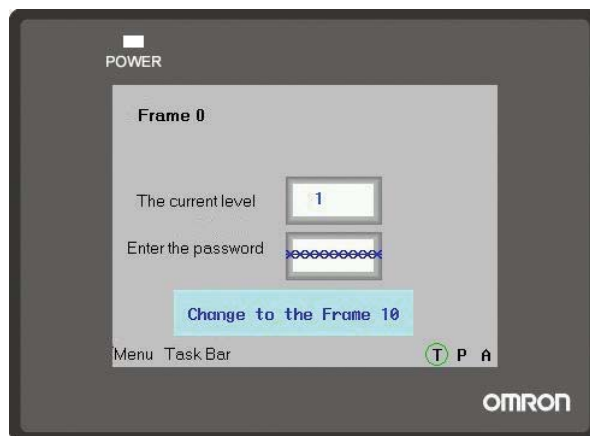 POWER
Frame 0
The current level 1
Enter the password xxxxxxxxxxx
Change to the Frame 10
Menu Task Bar T P A
OMRON